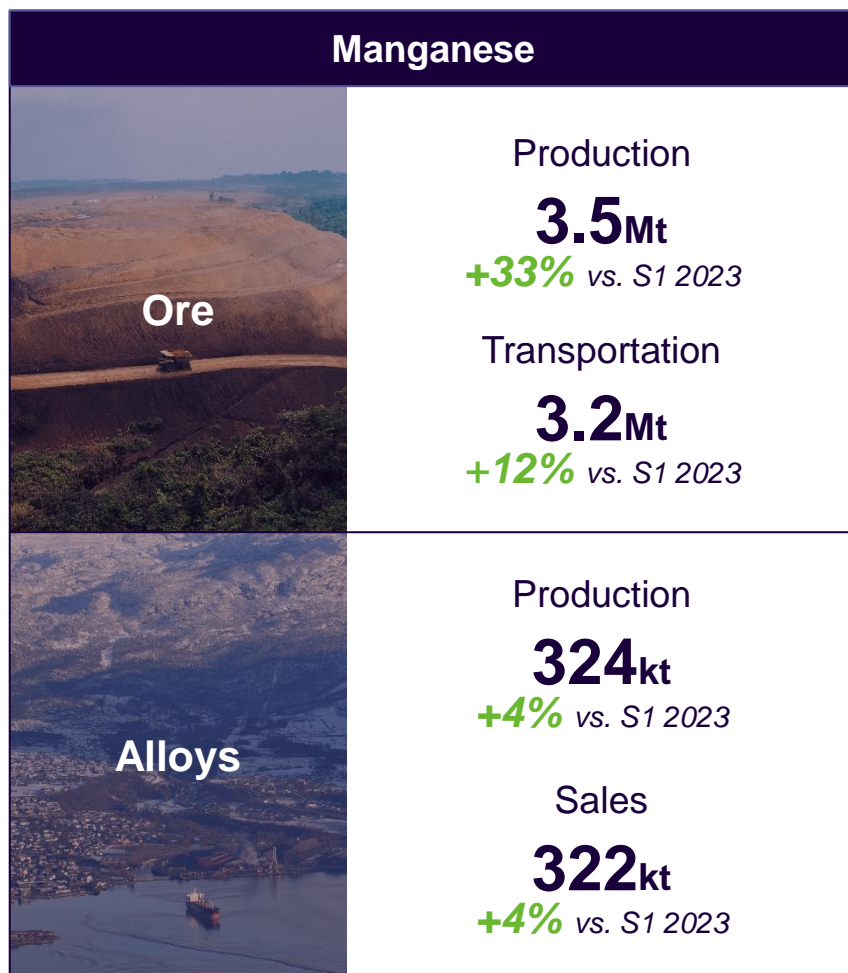 Manganese
Ore
Production
3.5Mt
+33% vs. S1 2023
Transportation
3.2Mt
+12% vs. S1 2023
Alloys
Production
324kt
+4% vs. S1 2023
Sales
322kt
+4% vs. S1 2023